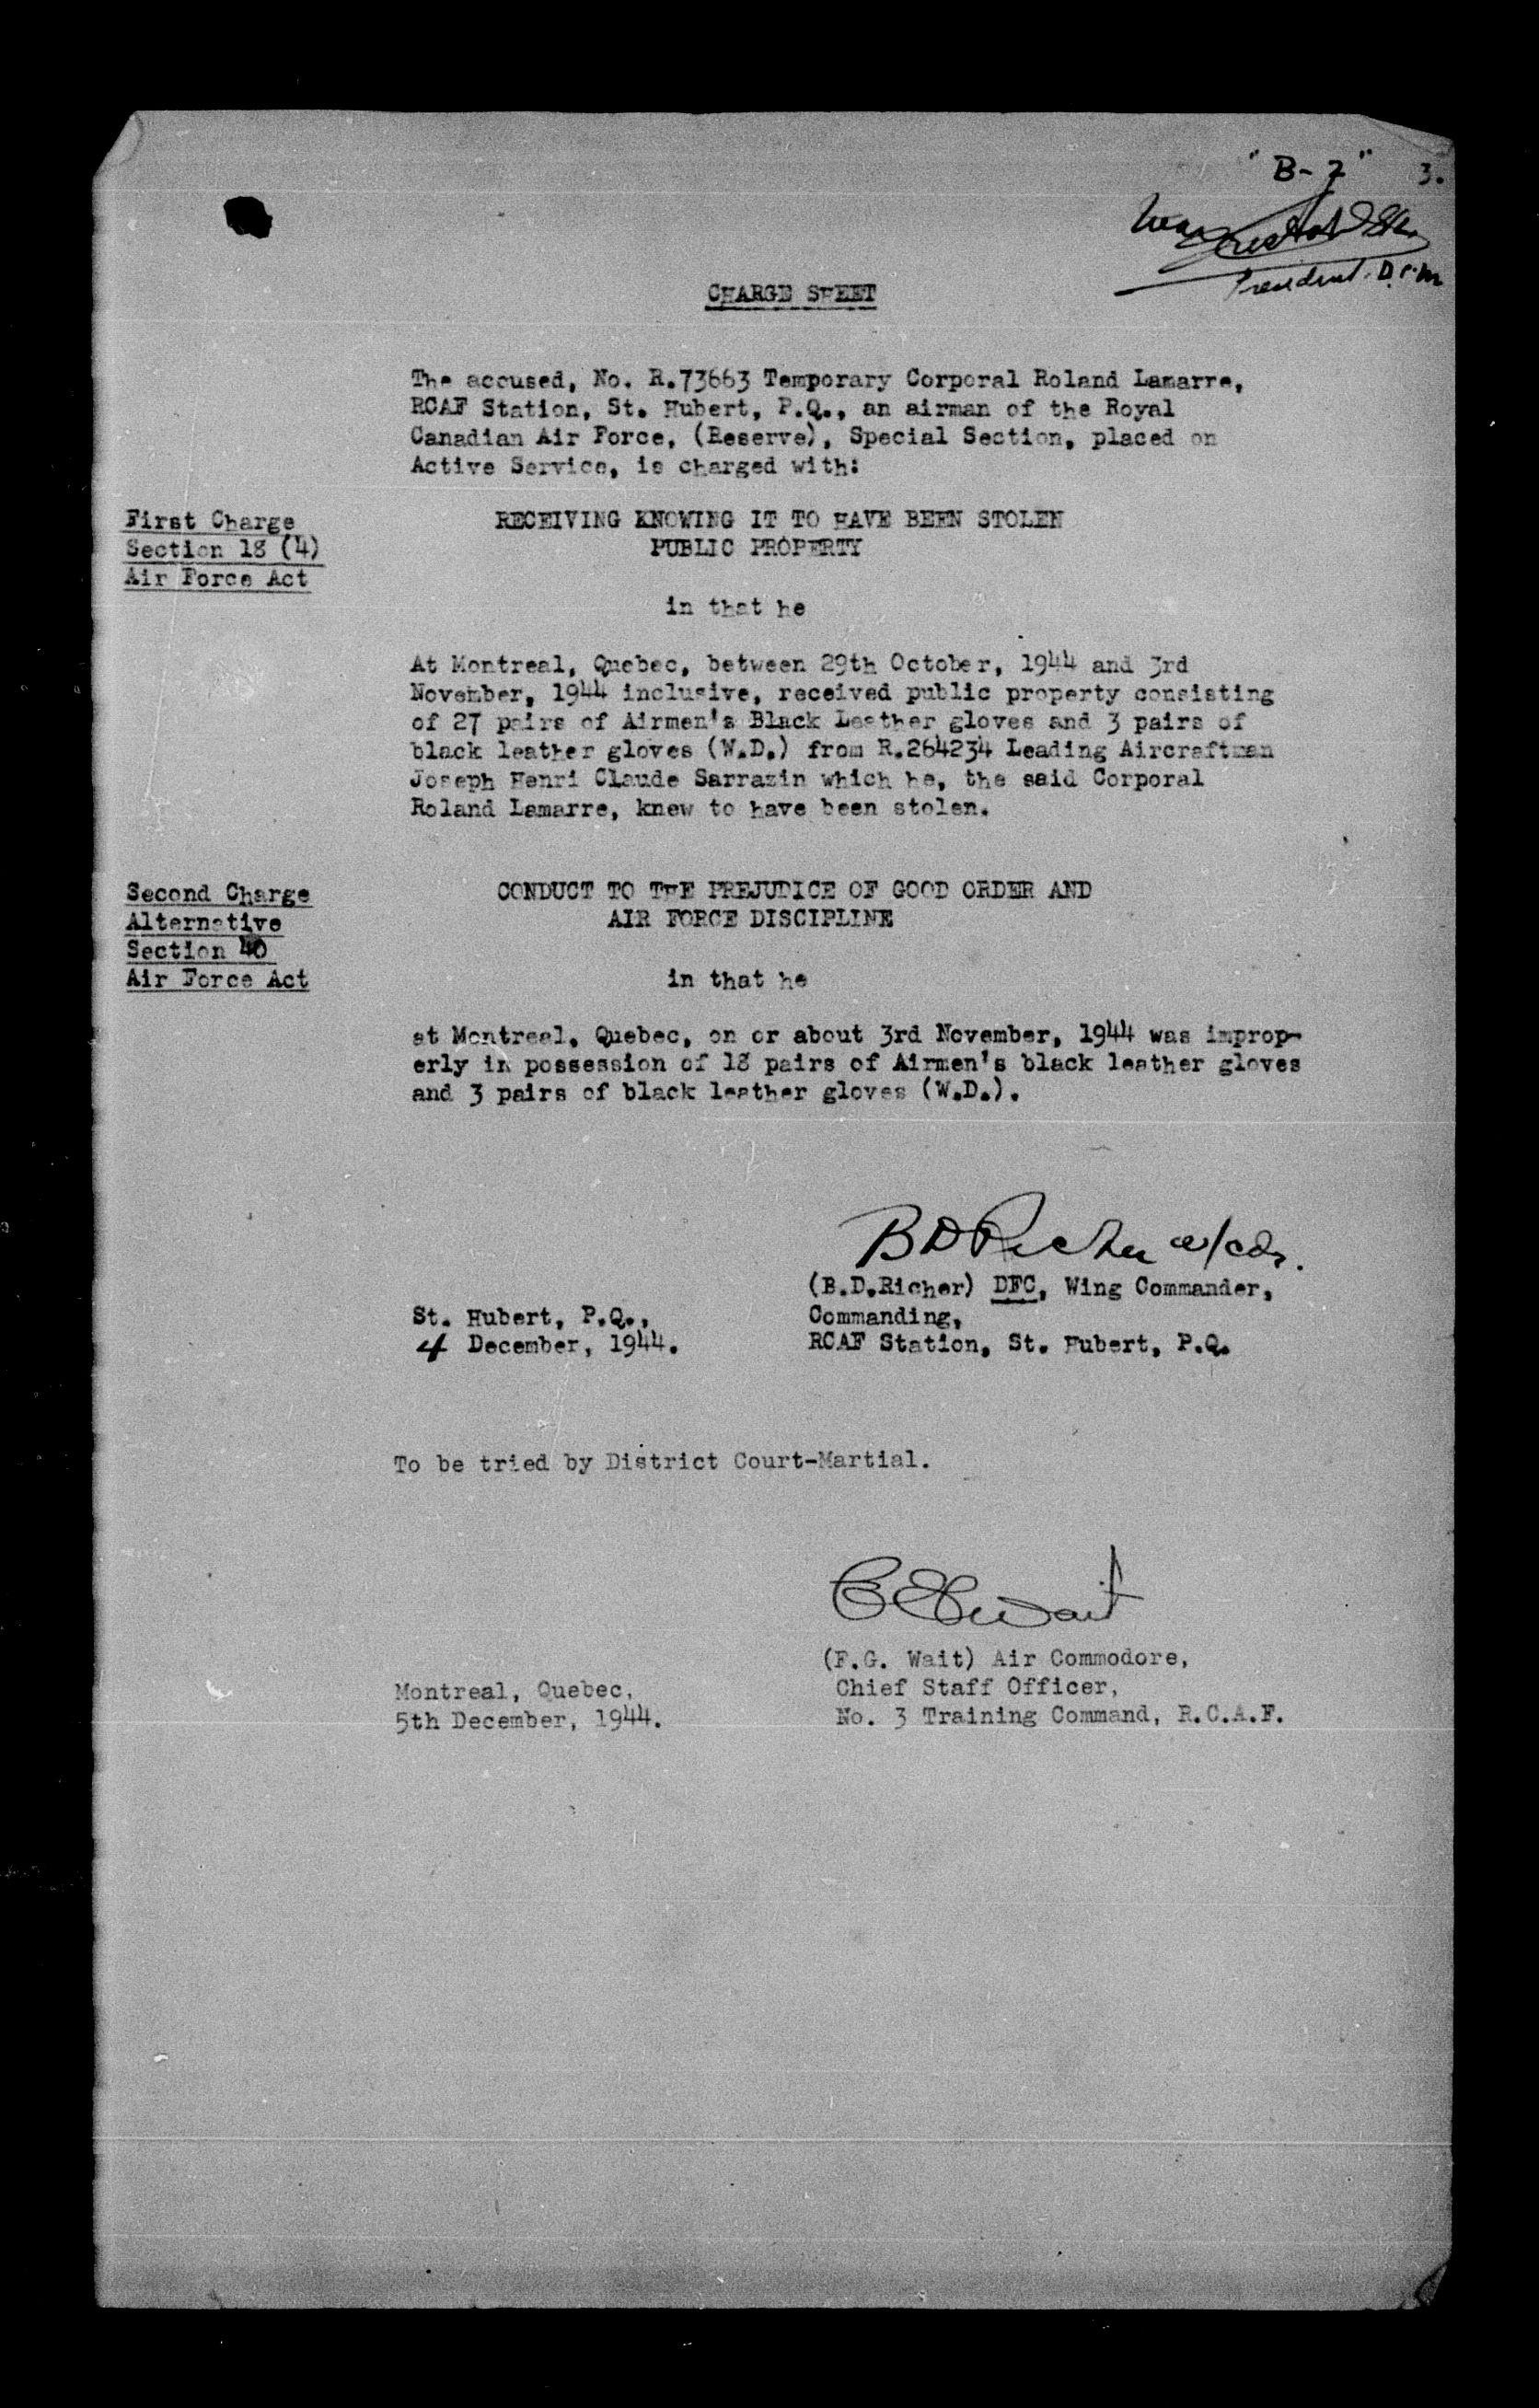 "B-2" 3.
President. D.C.M
CHARGE SHEET
The accused, No. R.73663 Temporary Corporal Roland Lamarre,
RCAF Station, St. Hubert, P.Q., an airman of the Royal
Canadian Air Force, (Reserve), Special Section, placed on
Active Service, is charged with:
First Charge
Section 18 (4)
Air Force Act
RECEIVING KNOWING IT TO HAVE BEEN STOLEN
PUBLIC PROPERTY
in that he
At Montreal, Quebec, between 29th October, 1944 and 3rd
November, 1944 inclusive, received public property consisting
of 27 pairs of Airmen's Black Leather gloves and 3 pairs of
black leather gloves (W.D.) from R.264234 Leading Aircraftman
Joseph Henri Claude Sarrazin which he, the said Corporal
Roland Lamarre, knew to have been stolen.
Second Charge
Alternative
Section 40
Air Force Act
CONDUCT TO THE PREJUDICE OF GOOD ORDER AND
AIR FORCE DISCIPLINE
in that he
at Montreal, Quebec, on or about 3rd November, 1944 was improp-
erly in possession of 18 pairs of Airmen's black leather gloves
and 3 pairs of black leather gloves (W.D.).
BDRicher w/cdr.
(B.D.Richer) DFC, Wing Commander,
Commanding,
RCAF Station, St. Hubert, P.Q.
St. Hubert, P.Q.,
4 December, 1944.
To be tried by District Court-Martial.
(F.G. Wait) Air Commodore,
Chief Staff Officer,
No. 3 Training Command, R.C.A.F.
Montreal, Quebec,
5th December, 1944.